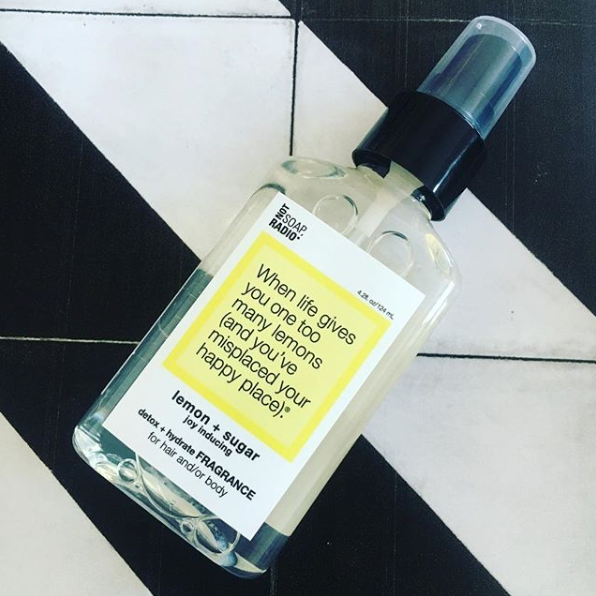 NOT
SOAP,
RADIO:
4.2fl. oz/124 mL
When life gives
you one too
many lemons
(and you've
misplaced your
happy place).®
lemon + sugar
joy inducing
detox + hydrate FRAGRANCE
for hair and/or body